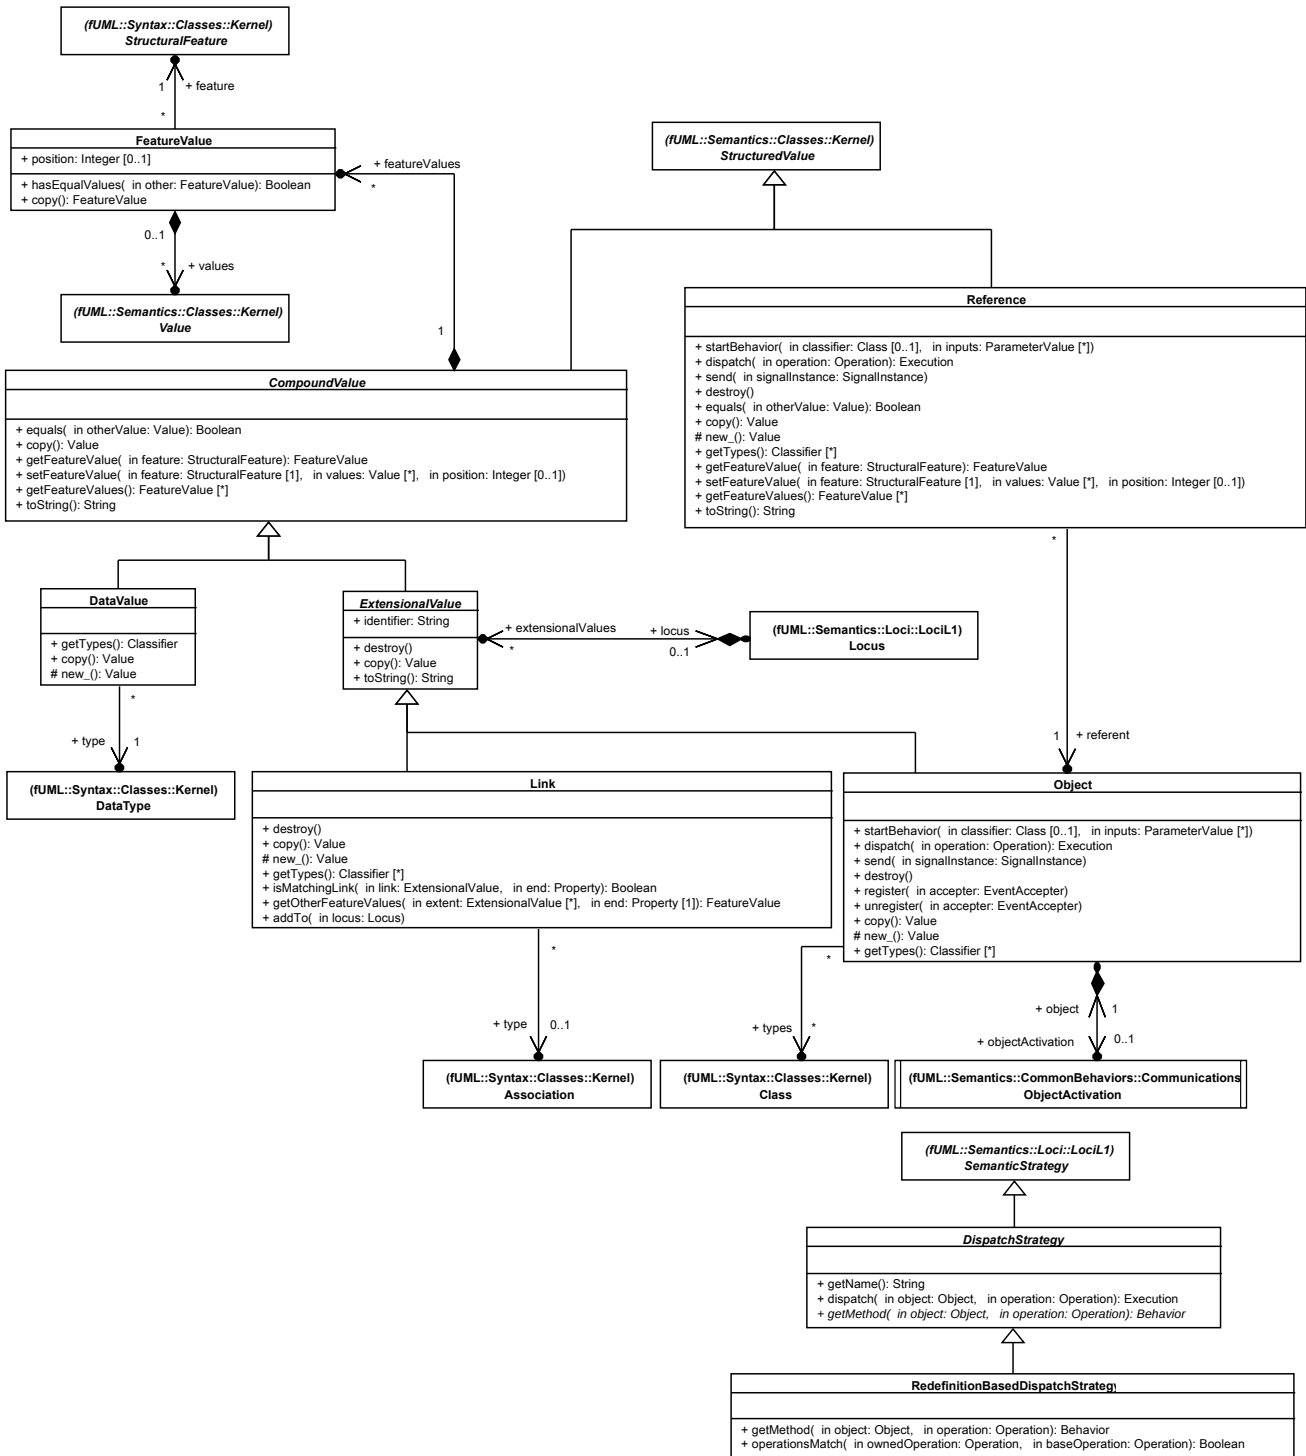 (fUML::Syntax::Classes::Kernel)
StructuralFeature
1
+ feature
*
FeatureValue
+ position: Integer [0..1]
+ hasEqualValues(  in other: FeatureValue): Boolean
+ copy(): FeatureValue
+ featureValues
*
0..1
*
+ values
(fUML::Semantics::Classes::Kernel)
Value
1
(fUML::Semantics::Classes::Kernel)
StructuredValue
CompoundValue
+ equals(  in otherValue: Value): Boolean
+ copy(): Value
+ getFeatureValue(  in feature: StructuralFeature): FeatureValue
+ setFeatureValue(  in feature: StructuralFeature [1],   in values: Value [*],   in position: Integer [0..1])
+ getFeatureValues(): FeatureValue [*]
+ toString(): String
Reference
+ startBehavior(  in classifier: Class [0..1],   in inputs: ParameterValue [*])
+ dispatch(  in operation: Operation): Execution
+ send(  in signalInstance: SignalInstance)
+ destroy()
+ equals(  in otherValue: Value): Boolean
+ copy(): Value
# new_(): Value
+ getTypes(): Classifier [*]
+ getFeatureValue(  in feature: StructuralFeature): FeatureValue
+ setFeatureValue(  in feature: StructuralFeature [1],   in values: Value [*],   in position: Integer [0..1])
+ getFeatureValues(): FeatureValue [*]
+ toString(): String
*
DataValue
+ getTypes(): Classifier
+ copy(): Value
# new_(): Value
*
+ type
1
(fUML::Syntax::Classes::Kernel)
DataType
ExtensionalValue
+ identifier: String
+ destroy()
+ copy(): Value
+ toString(): String
+ extensionalValues
*
+ locus
0..1
(fUML::Semantics::Loci::LociL1)
Locus
1
+ referent
Link
+ destroy()
+ copy(): Value
# new_(): Value
+ getTypes(): Classifier [*]
+ isMatchingLink(  in link: ExtensionalValue,   in end: Property): Boolean
+ getOtherFeatureValues(  in extent: ExtensionalValue [*],   in end: Property [1]): FeatureValue
+ addTo(  in locus: Locus)
*
+ type
0..1
(fUML::Syntax::Classes::Kernel)
Association
Object
+ startBehavior(  in classifier: Class [0..1],   in inputs: ParameterValue [*])
+ dispatch(  in operation: Operation): Execution
+ send(  in signalInstance: SignalInstance)
+ destroy()
+ register(  in accepter: EventAccepter)
+ unregister(  in accepter: EventAccepter)
+ copy(): Value
# new_(): Value
+ getTypes(): Classifier [*]
*
+ types
*
(fUML::Syntax::Classes::Kernel)
Class
+ object
1
+ objectActivation
0..1
(fUML::Semantics::CommonBehaviors::Communications
ObjectActivation
(fUML::Semantics::Loci::LociL1)
SemanticStrategy
DispatchStrategy
+ getName(): String
+ dispatch(  in object: Object,   in operation: Operation): Execution
+ getMethod(  in object: Object,   in operation: Operation): Behavior
RedefinitionBasedDispatchStrategy
+ getMethod(  in object: Object,   in operation: Operation): Behavior
+ operationsMatch(  in ownedOperation: Operation,   in baseOperation: Operation): Boolean